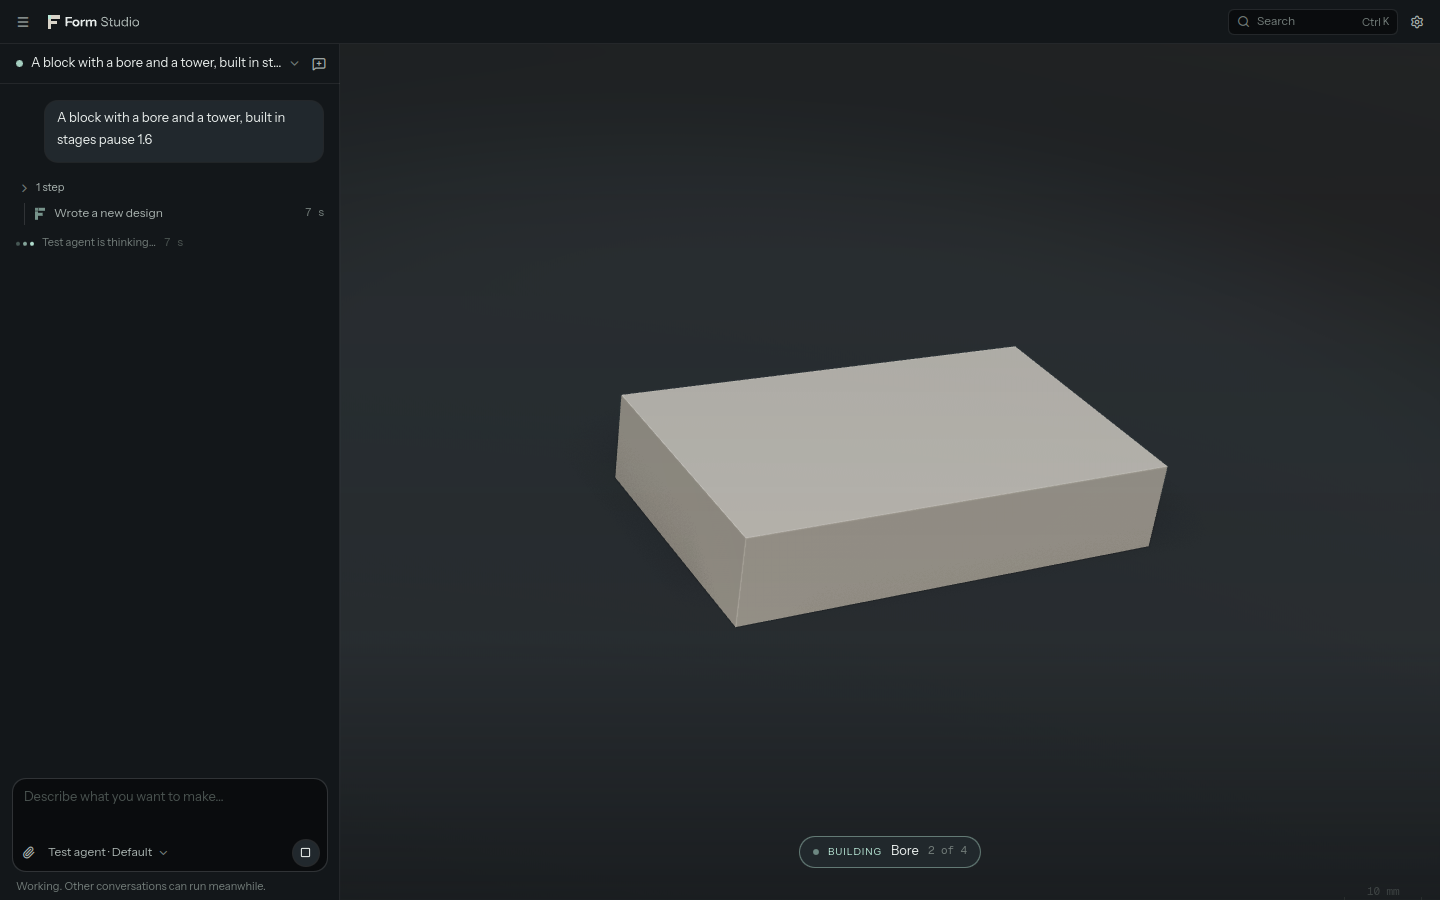 Form Studio
Search
Ctrl K
A block with a bore and a tower, built in st...
A block with a bore and a tower, built in
stages pause 1.6
1 step
Wrote a new design
7 s
Test agent is thinking... 7 s
Describe what you want to make...
Test agent · Default
Working. Other conversations can run meanwhile.
BUILDING Bore 2 of 4
10 mm